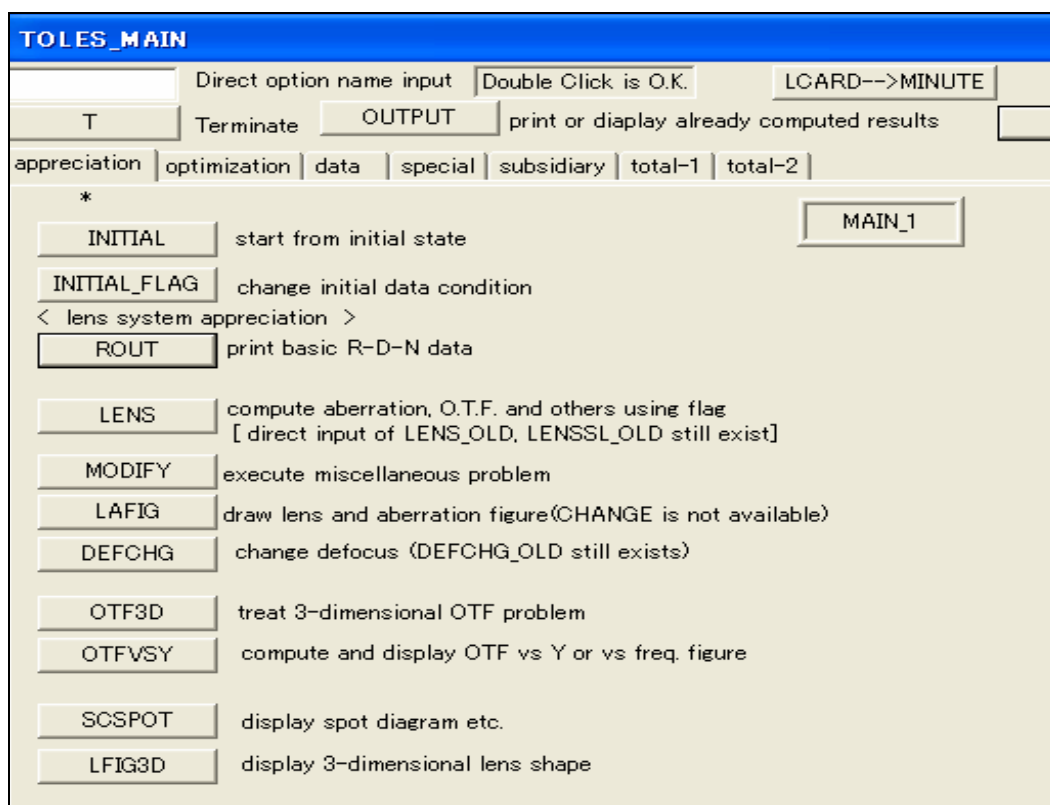 TOLES_MAIN
Direct option name input Double Click is O.K. LCARD-->MINUTE
T Terminate OUTPUT print or diaplay already computed results
appreciation optimization data special subsidiary total-1 total-2
*
MAIN_1
INITIAL start from initial state
INITIAL_FLAG change initial data condition
< lens system appreciation >
ROUT print basic R-D-N data
LENS compute aberration, O.T.F. and others using flag
[ direct input of LENS_OLD, LENSSL_OLD still exist]
MODIFY execute miscellaneous problem
LAFIG draw lens and aberration figure(CHANGE is not available)
DEFCHG change defocus (DEFCHG_OLD still exists)
OTF3D treat 3-dimensional OTF problem
OTFVSY compute and display OTF vs Y or vs freq. figure
SCSPOT display spot diagram etc.
LFIG3D display 3-dimensional lens shape